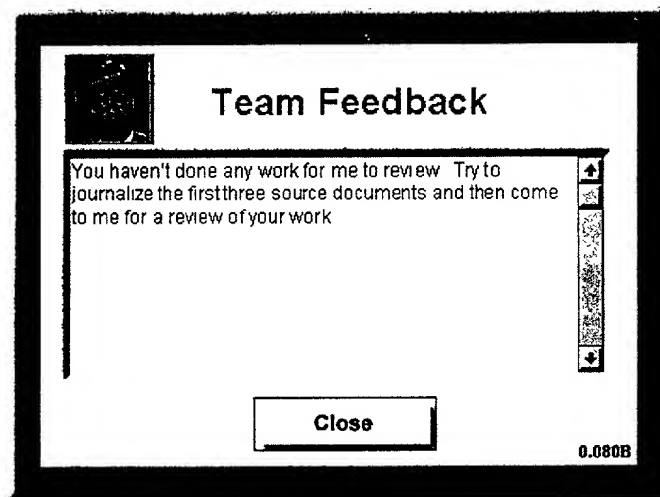 Team Feedback
You haven't done any work for me to review Try to
journalize the first three source documents and then come
to me for a review of your work
Close
0.080B